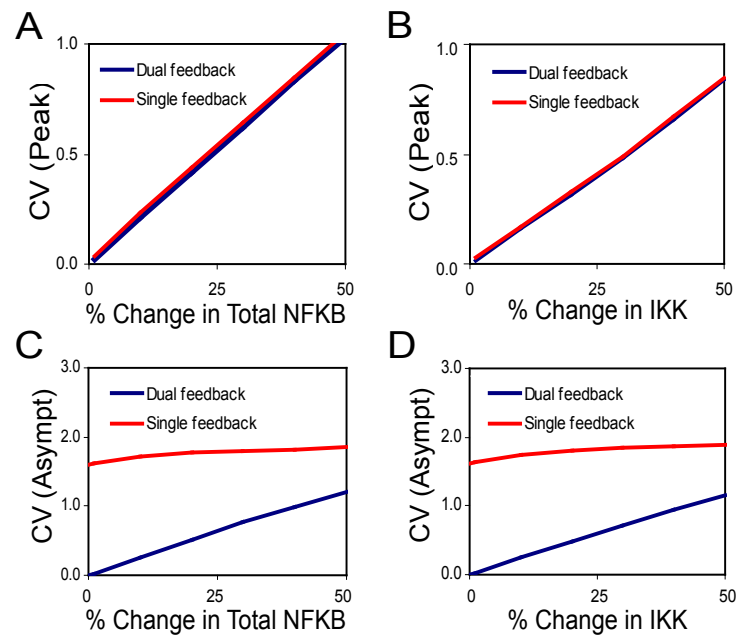 A
CV (Peak)
1.0
0.5
0.0
Dual feedback
Single feedback
0
25
50
% Change in Total NFKB
B
CV (Peak)
1.0
0.5
0.0
Dual feedback
Single feedback
0
25
50
% Change in IKK
C
CV (Asympt)
3.0
2.0
1.0
0.0
Dual feedback
Single feedback
0
25
50
% Change in Total NFKB
D
CV (Asympt)
3.0
2.0
1.0
0.0
Dual feedback
Single feedback
0
25
50
% Change in IKK